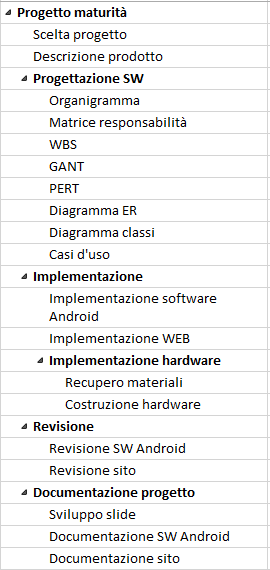 Progetto maturità
Scelta progetto
Descrizione prodotto
Progettazione SW
Organigramma
Matrice responsabilità
WBS
GANT
PERT
Diagramma ER
Diagramma classi
Casi d'uso
Implementazione
Implementazione software
Android
Implementazione WEB
Implementazione hardware
Recupero materiali
Costruzione hardware
Revisione
Revisione SW Android
Revisione sito
Documentazione progetto
Sviluppo slide
Documentazione SW Android
Documentazione sito